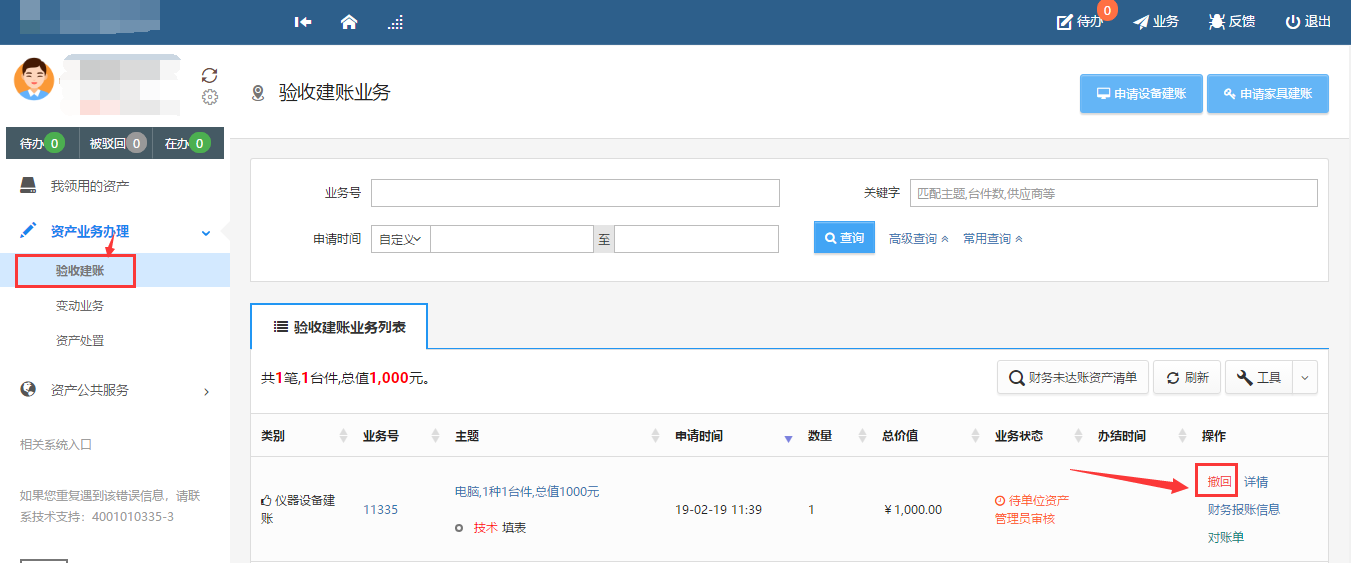 待办 0 业务 反馈 退出
待办 0 被驳回 0 在办 0
我领用的资产
资产业务办理
验收建账
变动业务
资产处置
资产公共服务
相关系统入口
如果您重复遇到该错误信息，请联
系技术支持：4001010335-3
验收建账业务 申请设备建账 申请家具建账
业务号 关键字 匹配主题,台件数,供应商等
申请时间 自定义 至 查询 高级查询 常用查询
验收建账业务列表
共1笔,1台件,总值1,000元。 财务未达账资产清单 刷新 工具
类别 业务号 主题 申请时间 数量 总价值 业务状态 办结时间 操作
仪器设备建
账
11335
电脑,1种1台件,总值1000元
技术 填表
19-02-19 11:39
1
￥1,000.00
待单位资产
管理员审核
撤回 详情
财务报账信息
对账单